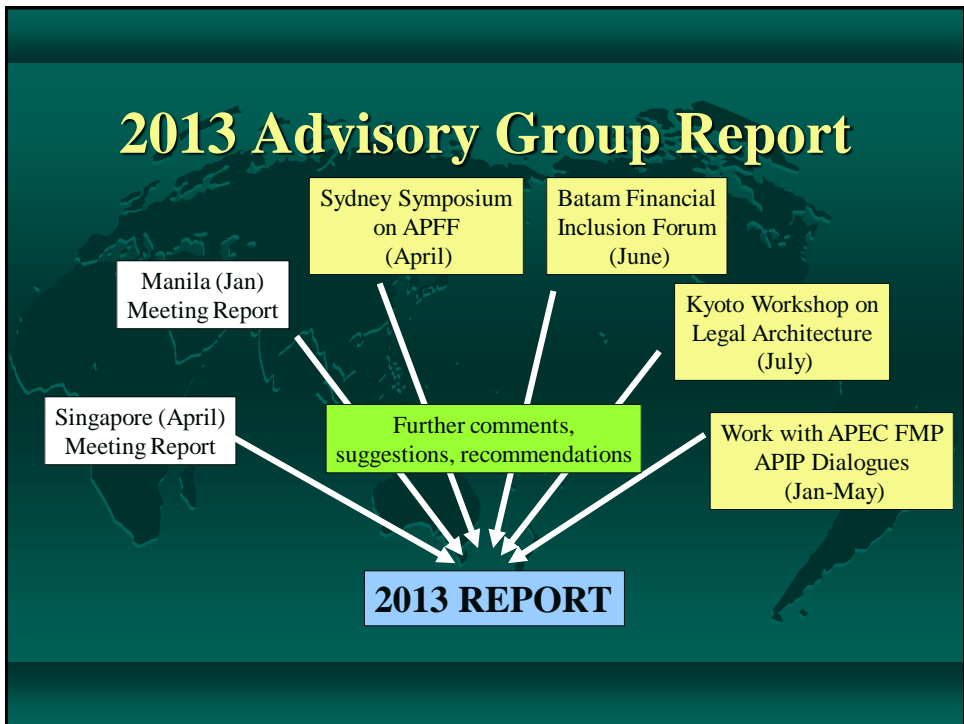 2013 Advisory Group Report
Sydney Symposium
on APFF
(April)
Batam Financial
Inclusion Forum
(June)
Manila (Jan)
Meeting Report
Kyoto Workshop on
Legal Architecture
(July)
Singapore (April)
Meeting Report
Further comments,
suggestions, recommendations
Work with APEC FMP
APIP Dialogues
(Jan-May)
2013 REPORT